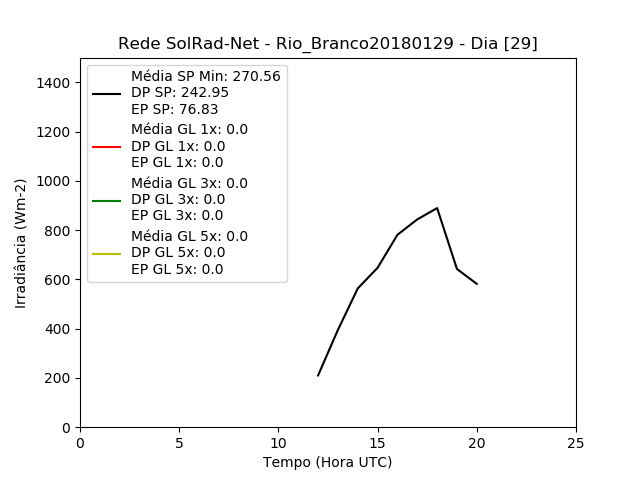 Rede SolRad-Net - Rio_Branco20180129 - Dia [29]
Média SP Min: 270.56
DP SP: 242.95
EP SP: 76.83
Média GL 1x: 0.0
DP GL 1x: 0.0
EP GL 1x: 0.0
Média GL 3x: 0.0
DP GL 3x: 0.0
EP GL 3x: 0.0
Média GL 5x: 0.0
DP GL 5x: 0.0
EP GL 5x: 0.0
Irradiância (Wm-2)
1400
1200
1000
800
600
400
200
0
0 5 10 15 20 25
Tempo (Hora UTC)